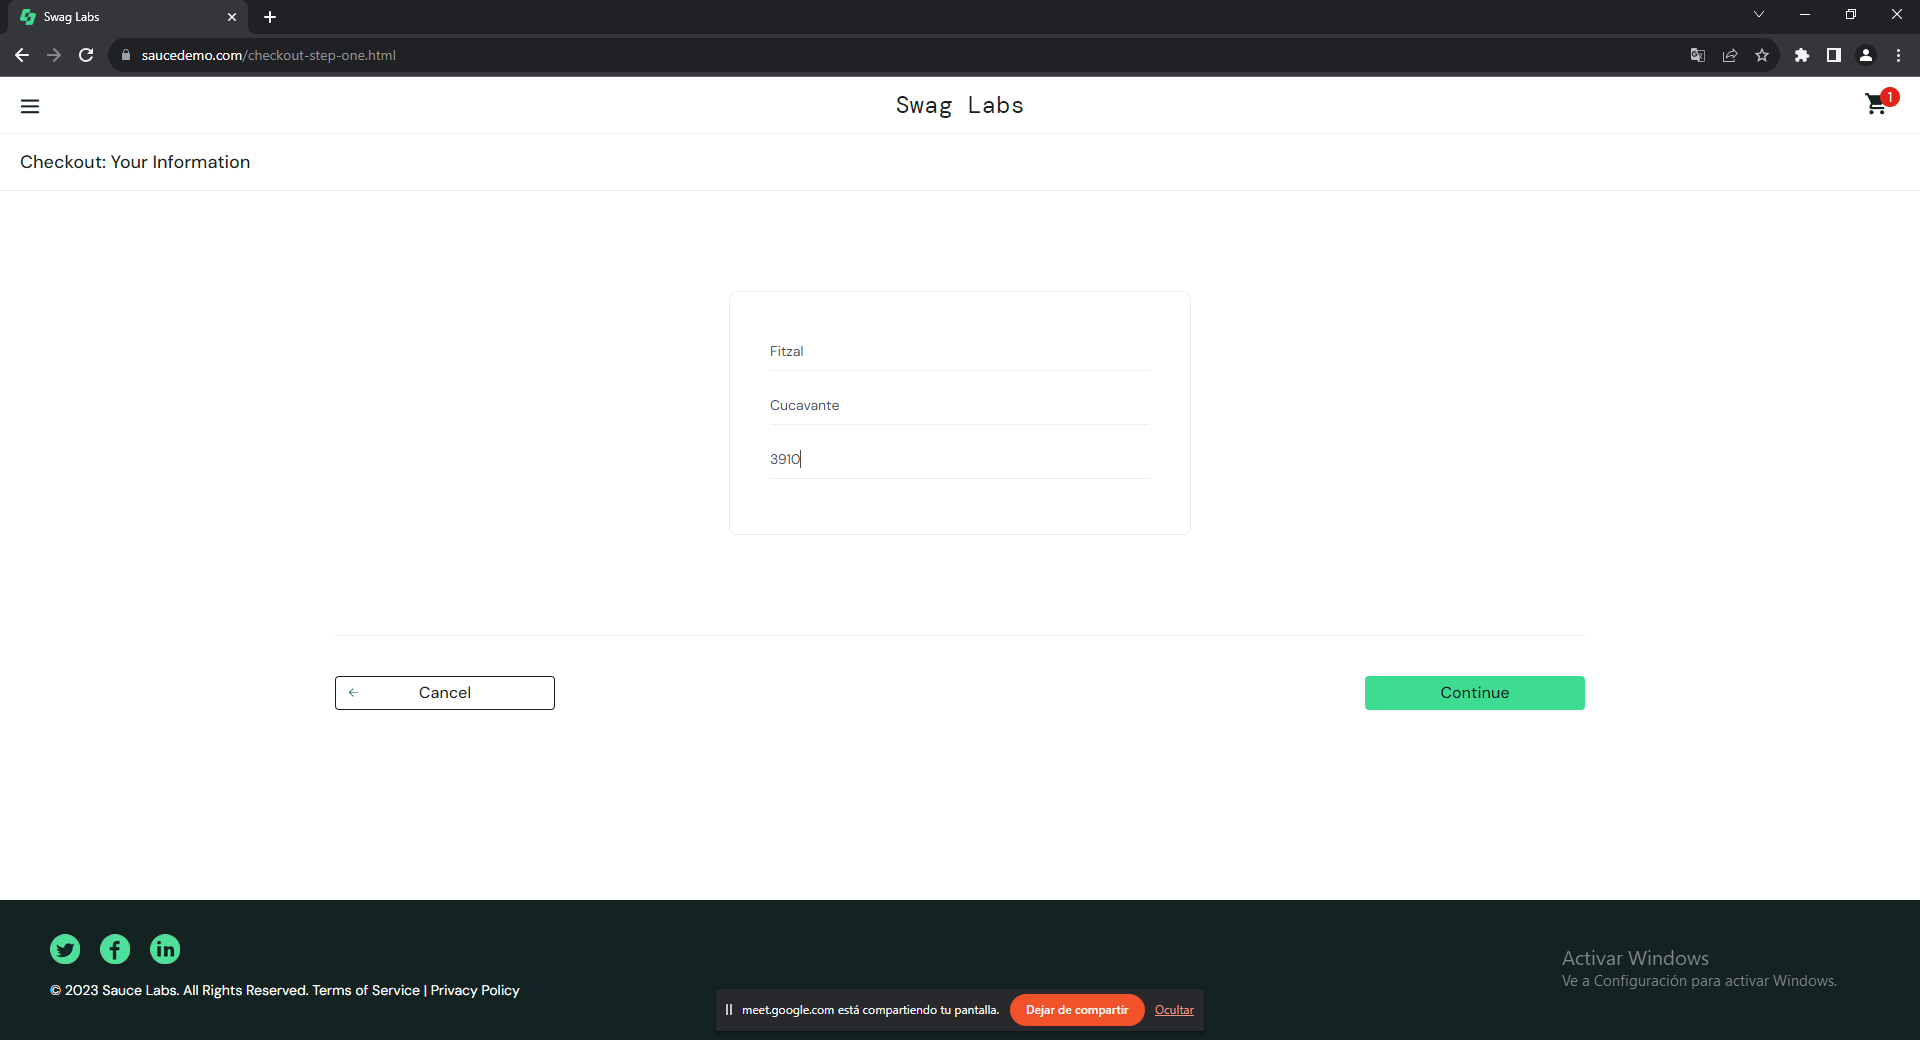 Swag Labs
saucedemo.com/checkout-step-one.html
Swag Labs
1
Checkout: Your Information
Fitzal
Cucavante
3910
Cancel
Continue
© 2023 Sauce Labs. All Rights Reserved. Terms of Service | Privacy Policy
Activar Windows
Ve a Configuración para activar Windows.
meet.google.com está compartiendo tu pantalla. Dejar de compartir Ocultar